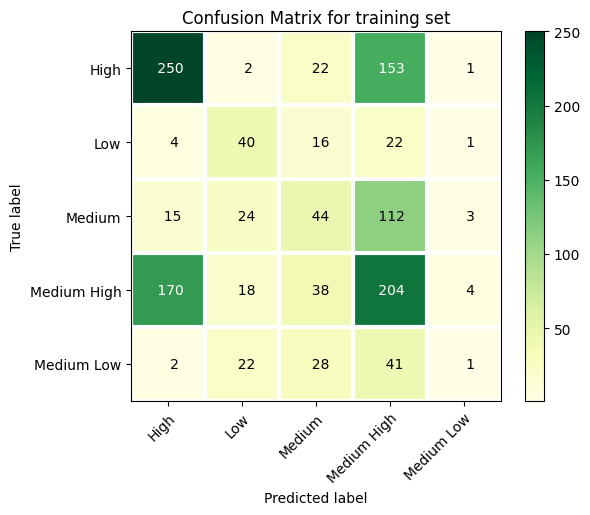 Confusion Matrix for training set
High 250 2 22 153 1
Low 4 40 16 22 1
Medium 15 24 44 112 3
Medium High 170 18 38 204 4
Medium Low 2 22 28 41 1
High Low Medium Medium High Medium Low
Predicted label
True label
250
200
150
100
50